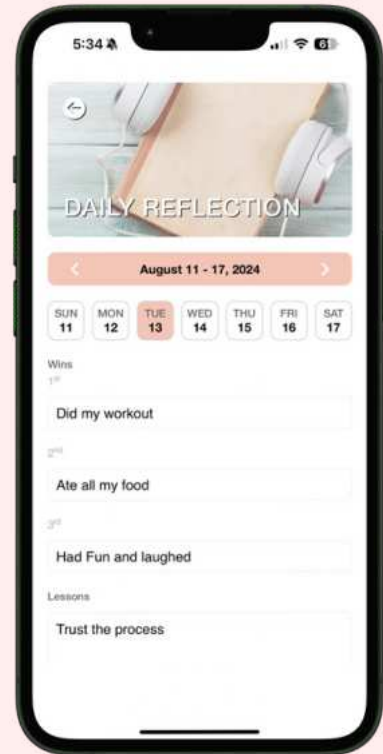 5:34
6
DAILY REFLECTION
August 11 - 17, 2024
SUN MON TUE WED THU FRI SAT
11 12 13 14 15 16 17
Wins
1st
Did my workout
2nd
Ate all my food
3rd
Had Fun and laughed
Lessons
Trust the process